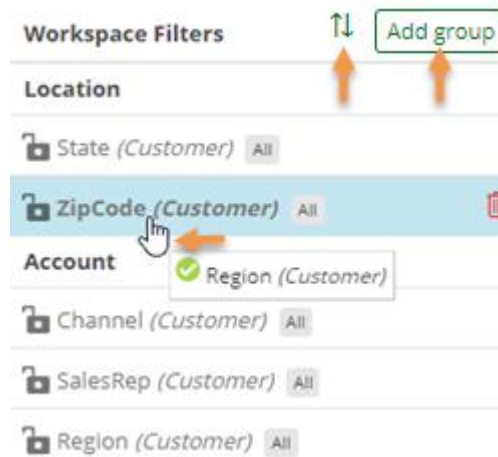 Workspace Filters Add group
Location
State (Customer) All
ZipCode (Customer) All
Account
Region (Customer)
Channel (Customer) All
SalesRep (Customer) All
Region (Customer) All